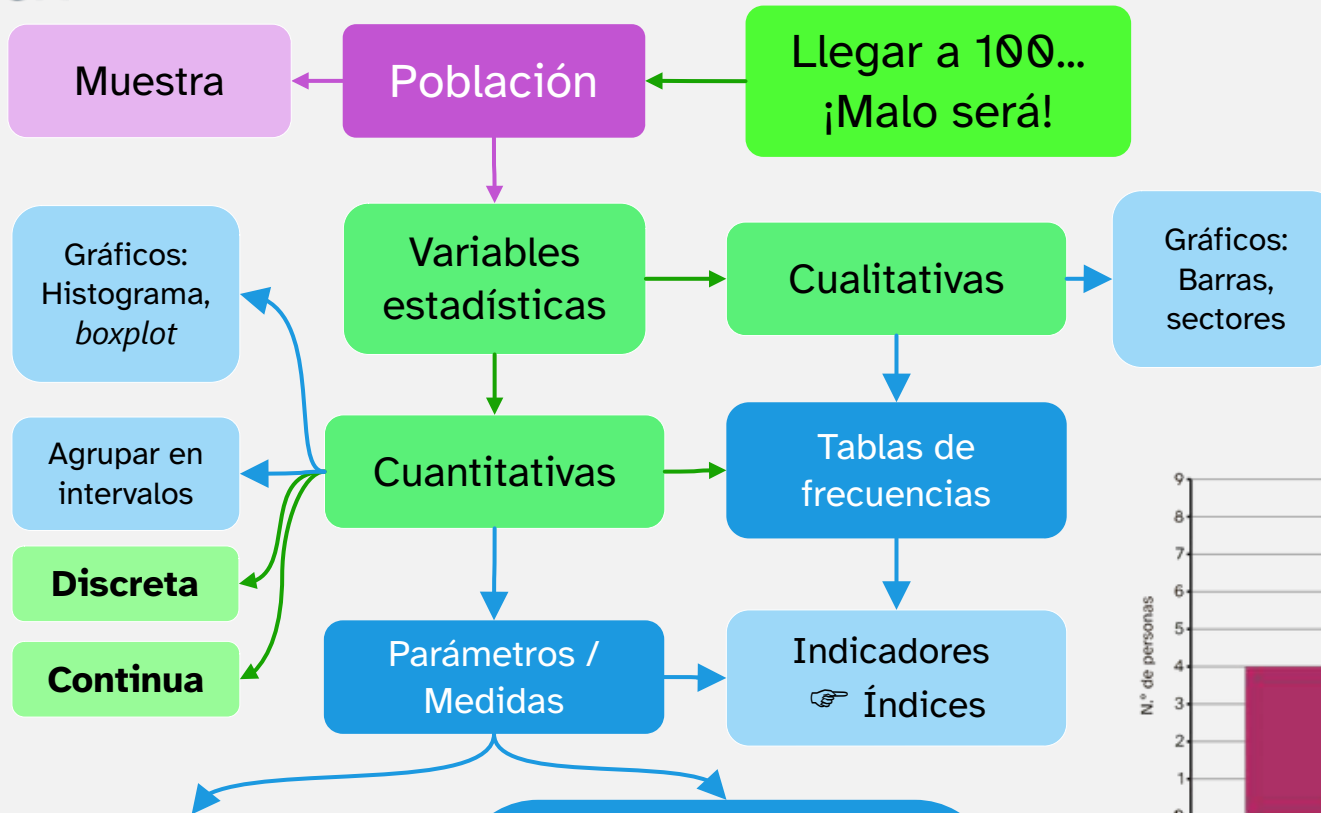 Muestra
Población
Llegar a 100...
¡Malo será!
Gráficos:
Histograma,
boxplot
Variables
estadísticas
Cualitativas
Gráficos:
Barras,
sectores
Agrupar en
intervalos
Cuantitativas
Tablas de
frecuencias
Discreta
Continua
Parámetros /
Medidas
Indicadores
☞ Índices
N.º de personas
9
8
7
6
5
4
3
2
1